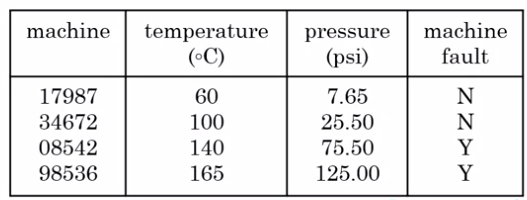 machine temperature pressure machine
(∘C) (psi) fault
17987 60 7.65 N
34672 100 25.50 N
08542 140 75.50 Y
98536 165 125.00 Y